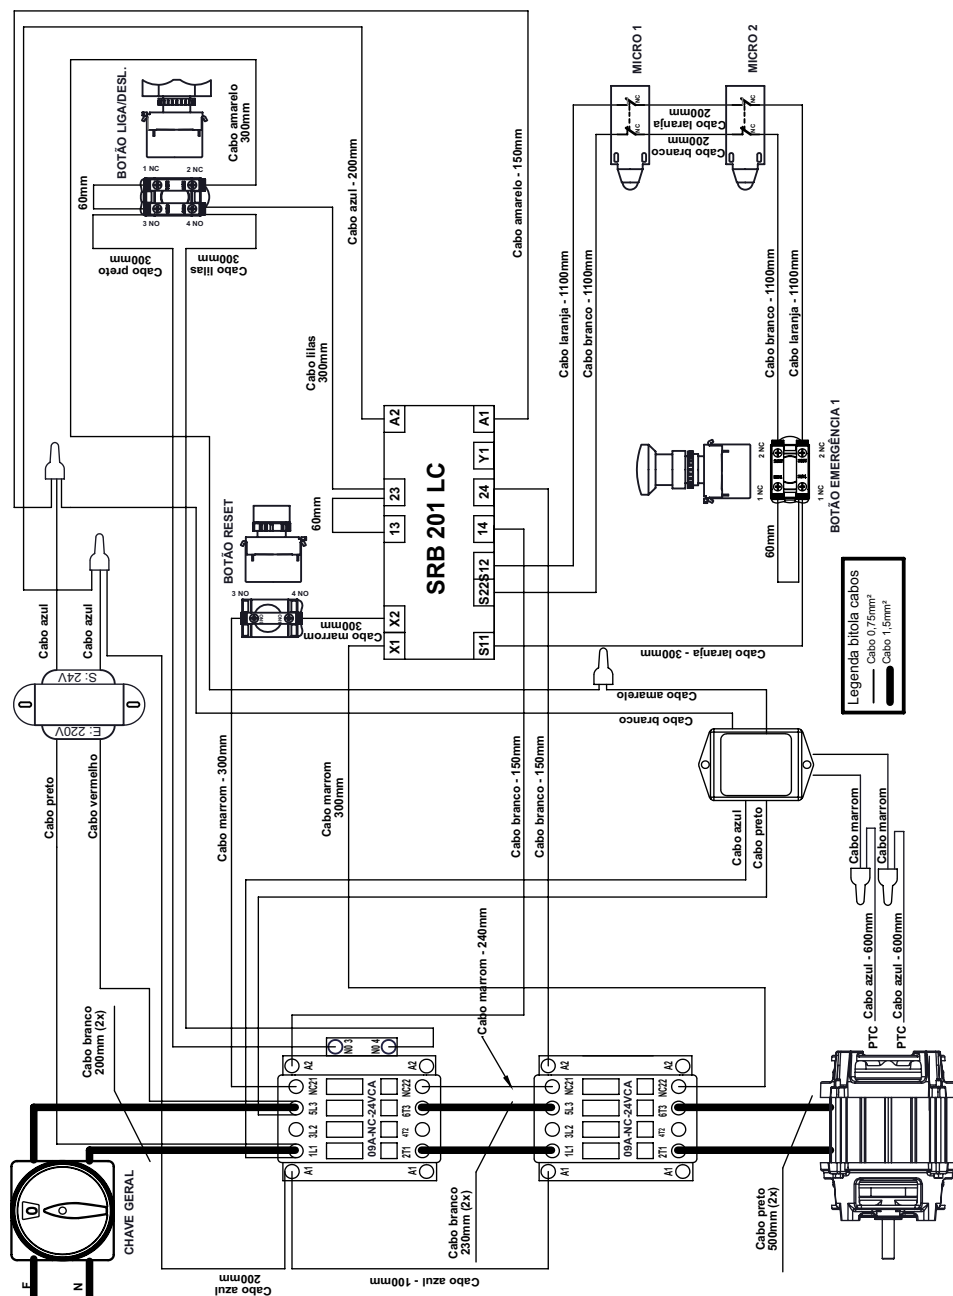 MICRO 1
MICRO 2
NC
NC
NC
NC
Cabo laranja
200mm
Cabo branco
200mm
BOTÃO LIGA/DESL.
1 NC
2 NC
3 NO
4 NO
60mm
Cabo amarelo
300mm
Cabo preto
300mm
Cabo lilas
300mm
Cabo azul - 200mm
Cabo amarelo - 150mm
Cabo laranja - 1100mm
Cabo branco - 1100mm
Cabo branco - 1100mm
Cabo laranja - 1100mm
Cabo lilas
300mm
BOTÃO RESET
3 NO
4 NO
60mm
Cabo marrom
300mm
SRB 201 LC
A2
23
13
X2
X1
A1
Y1
24
14
S12
S22
S11
BOTÃO EMERGÊNCIA 1
1 NC
2 NC
1 NC
2 NC
60mm
Cabo azul
Cabo azul
S: 24V
E: 220V
Cabo preto
Cabo vermelho
Cabo laranja - 300mm
Cabo amarelo
Cabo branco
Legenda bitola cabos
Cabo 0,75mm²
Cabo 1,5mm²
Cabo marrom - 300mm
Cabo marrom
300mm
Cabo branco - 150mm
Cabo branco - 150mm
Cabo azul
Cabo preto
Cabo marrom
Cabo marrom
PTC
Cabo azul - 600mm
PTC
Cabo azul - 600mm
Cabo branco
200mm (2x)
Cabo marrom - 240mm
N0 3
N0 4
A2
A2
NC21
5L3
3L2
1L1
A1
09A-NC-24VCA
NC22
6T3
4T2
2T1
A1
A2
A2
NC21
5L3
3L2
1L1
A1
09A-NC-24VCA
NC22
6T3
4T2
2T1
A1
CHAVE GERAL
O
F
N
Cabo azul
200mm
Cabo azul - 100mm
Cabo branco
230mm (2x)
Cabo preto
500mm (2x)